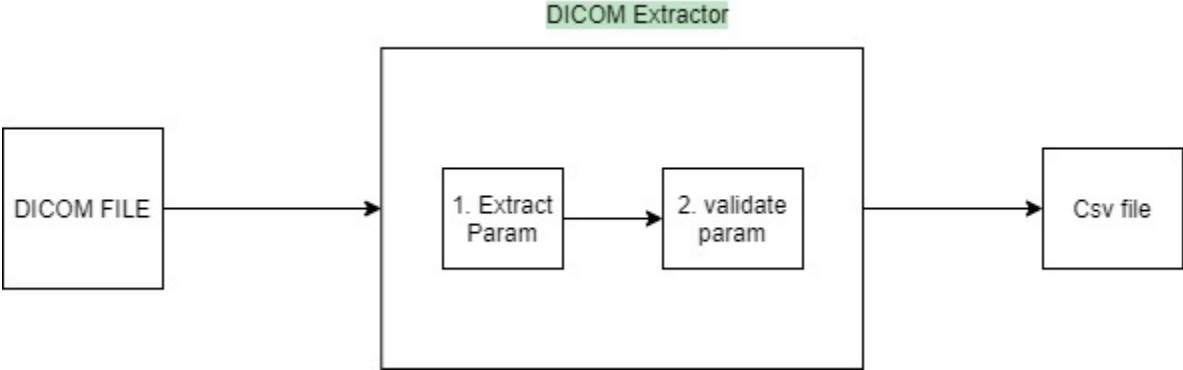 DICOM Extractor
DICOM FILE
1. Extract
Param
2. validate
param
Csv file